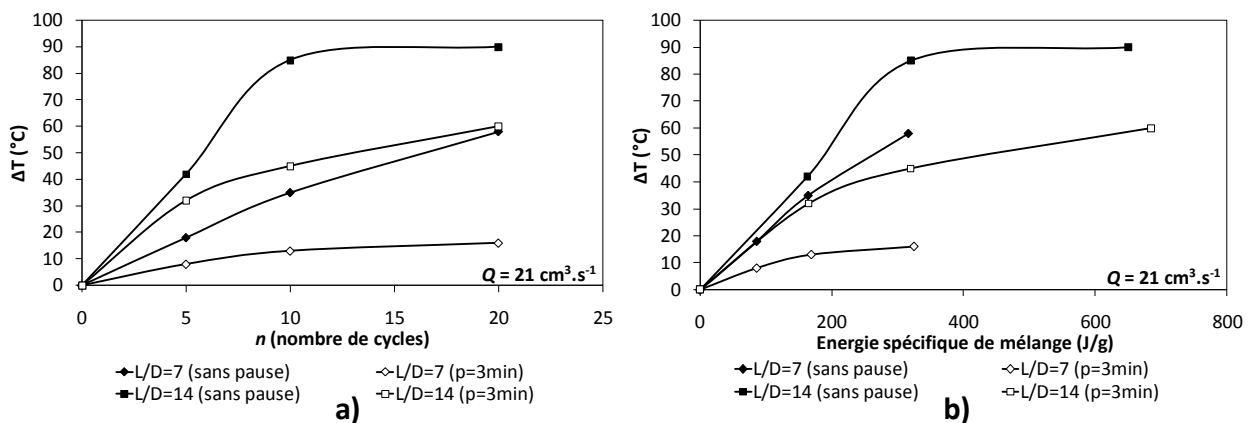 100
90
80
70
60
50
40
30
20
10
0
ΔT (°C)
0 5 10 15 20 25
Q = 21 cm³.s⁻¹
n (nombre de cycles)
L/D=7 (sans pause) L/D=7 (p=3min)
L/D=14 (sans pause) L/D=14 (p=3min)
a)
100
90
80
70
60
50
40
30
20
10
0
ΔT (°C)
0 200 400 600 800
Q = 21 cm³.s⁻¹
Energie spécifique de mélange (J/g)
L/D=7 (sans pause) L/D=7 (p=3min)
L/D=14 (sans pause) L/D=14 (p=3min)
b)